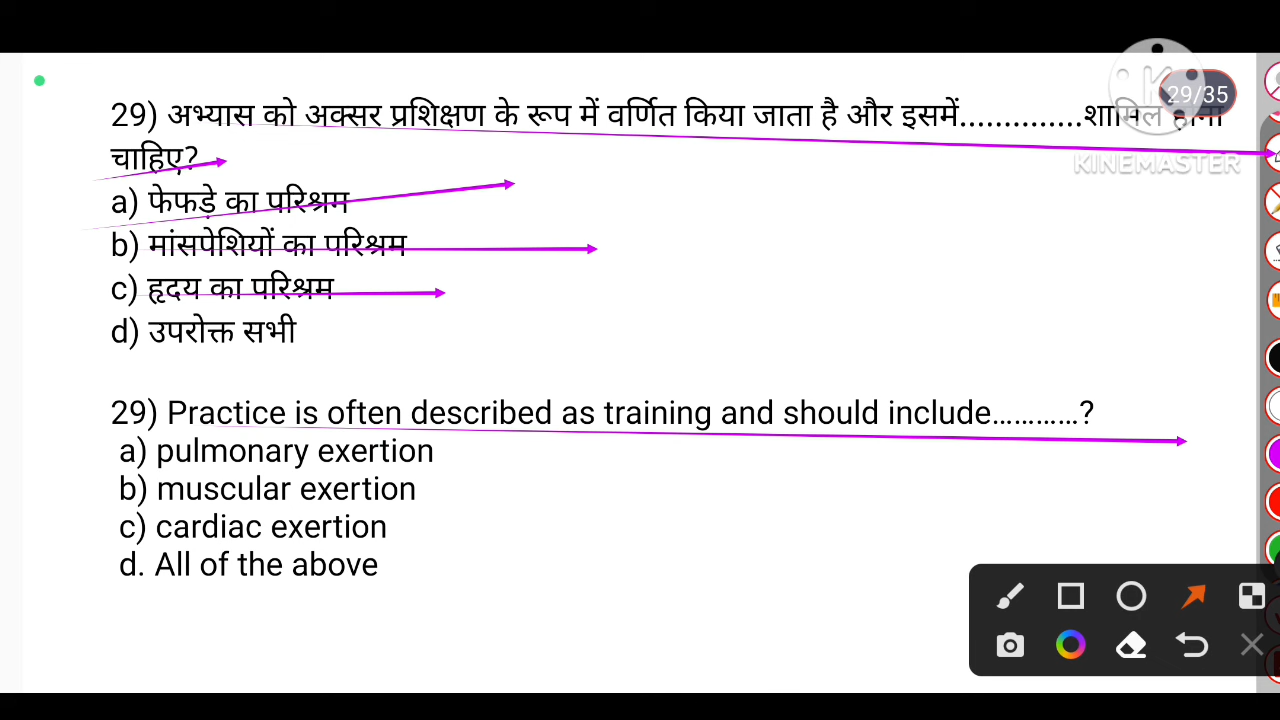 29/35
29) अभ्यास को अक्सर प्रशिक्षण के रूप में वर्णित किया जाता है और इसमें..............शामिल होना
चाहिए?
KINEMASTER
a) फेफड़े का परिश्रम
b) मांसपेशियों का परिश्रम
c) हृदय का परिश्रम
d) उपरोक्त सभी
29) Practice is often described as training and should include............?
a) pulmonary exertion
b) muscular exertion
c) cardiac exertion
d. All of the above